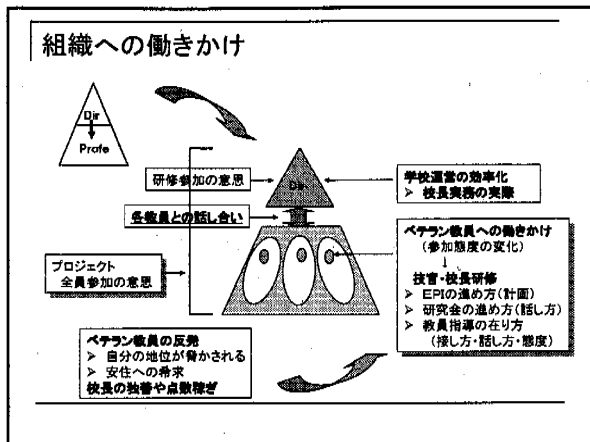 組織への働きかけ
Dir
Profe
研修参加の意思
Dir
学校運営の効率化
➢ 校長実務の実際
各教員との話し合い
ベテラン教員への働きかけ
(参加態度の変化)
↓
技官・校長研修
➢ EPIの進め方(計画)
➢ 研究会の進め方(話し方)
➢ 教員指導の在り方
(接し方・話し方・態度)
プロジェクト
全員参加の意思
ベテラン教員の反発
➢ 自分の地位が脅かされる
➢ 安住への希求
校長の独善や点数稼ぎ